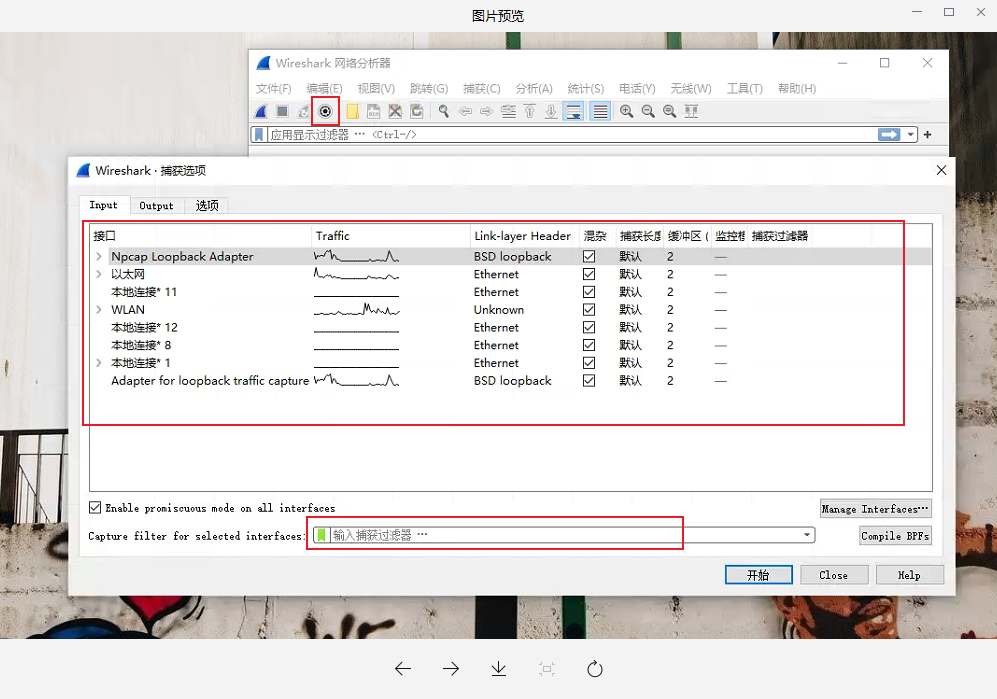 图片预览
Wireshark 网络分析器
文件(F) 编辑(E) 视图(V) 跳转(G) 捕获(C) 分析(A) 统计(S) 电话(Y) 无线(W) 工具(T) 帮助(H)
应用显示过滤器 … <Ctrl-/>
Wireshark · 捕获选项
Input Output 选项
接口 Traffic Link-layer Header 混杂 捕获长度 缓冲区 ( 监控模 捕获过滤器
Npcap Loopback Adapter BSD loopback 默认 2 —
以太网 Ethernet 默认 2 —
本地连接* 11 Ethernet 默认 2 —
WLAN Unknown 默认 2 —
本地连接* 12 Ethernet 默认 2 —
本地连接* 8 Ethernet 默认 2 —
本地连接* 1 Ethernet 默认 2 —
Adapter for loopback traffic capture BSD loopback 默认 2 —
Enable promiscuous mode on all interfaces
Manage Interfaces…
Capture filter for selected interfaces: 输入捕获过滤器 …
Compile BPFs
开始 Close Help